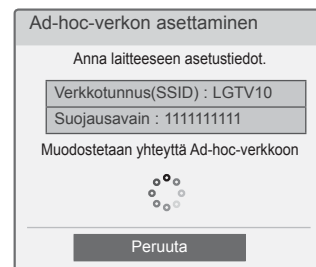 Ad-hoc-verkon asettaminen
Anna laitteeseen asetustiedot.
Verkkotunnus(SSID) : LGTV10
Suojausavain : 1111111111
Muodostetaan yhteyttä Ad-hoc-verkkoon
Peruuta